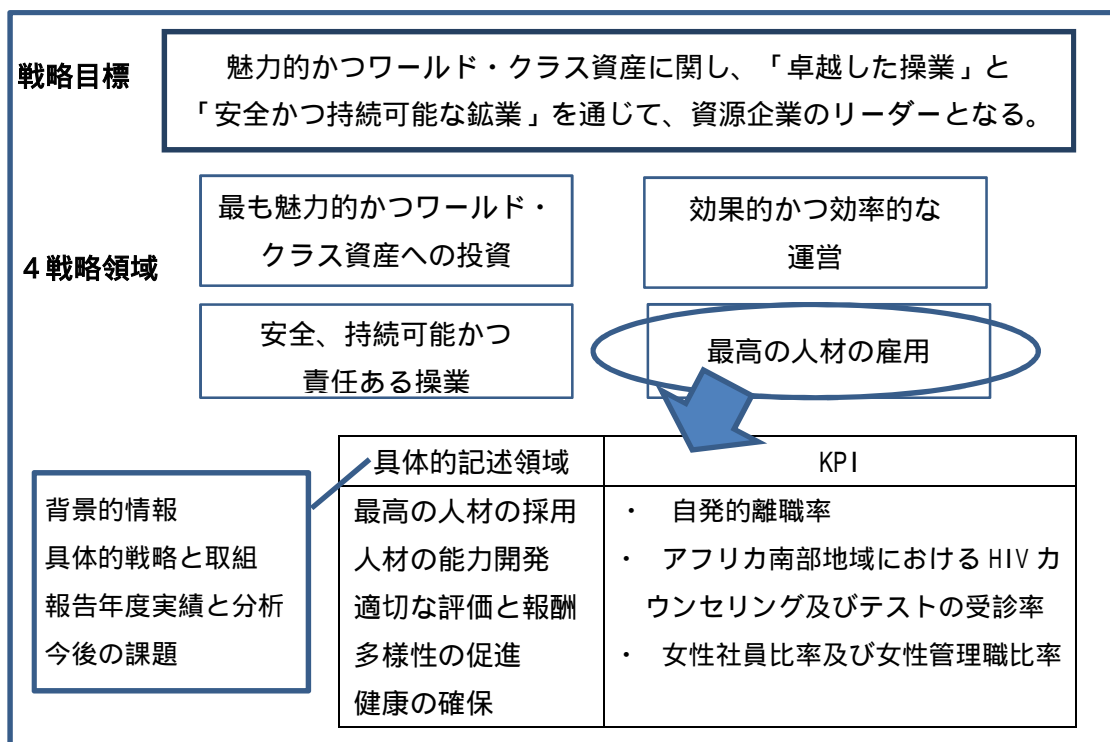 戦略目標
魅力的かつワールド・クラス資産に関し、「卓越した操業」と
「安全かつ持続可能な鉱業」を通じて、資源企業のリーダーとなる。
4戦略領域
最も魅力的かつワールド・
クラス資産への投資
効果的かつ効率的な
運営
安全、持続可能かつ
責任ある操業
最高の人材の雇用
背景的情報
具体的戦略と取組
報告年度実績と分析
今後の課題
具体的記述領域
最高の人材の採用
人材の能力開発
適切な評価と報酬
多様性の促進
健康の確保
KPI
・ 自発的離職率
・ アフリカ南部地域における HIV カ
ウンセリング及びテストの受診率
・ 女性社員比率及び女性管理職比率